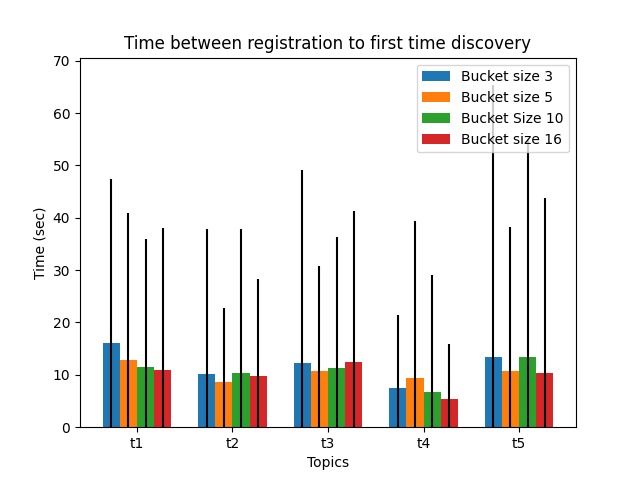 Time between registration to first time discovery
70
60
50
40
30
20
10
0
Time (sec)
Bucket size 3
Bucket size 5
Bucket Size 10
Bucket size 16
t1 t2 t3 t4 t5
Topics